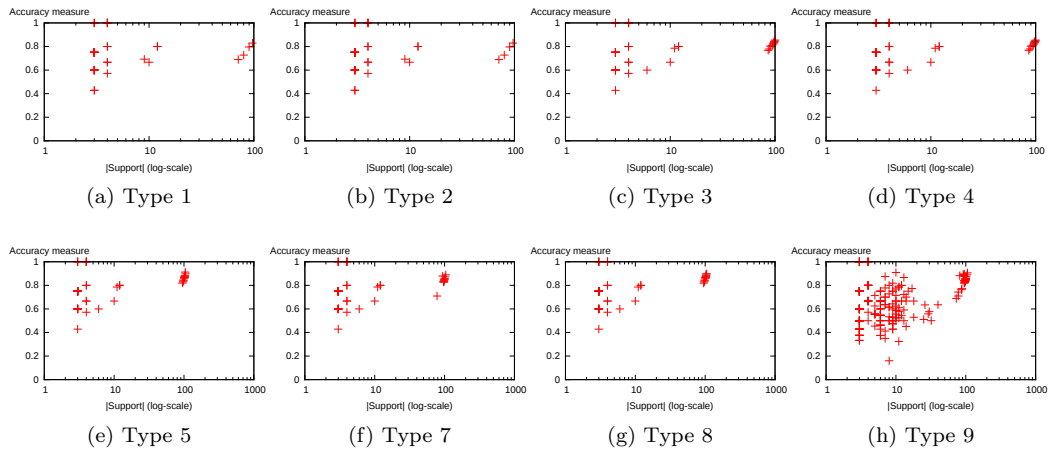 Accuracy measure Accuracy measure Accuracy measure Accuracy measure
1 1 1 1
0.8 0.8 0.8 0.8
0.6 0.6 0.6 0.6
0.4 0.4 0.4 0.4
0.2 0.2 0.2 0.2
0 0 0 0
1 10 100 1 10 100 1 10 100 1 10 100
|Support| (log-scale) |Support| (log-scale) |Support| (log-scale) |Support| (log-scale)
(a) Type 1 (b) Type 2 (c) Type 3 (d) Type 4
Accuracy measure Accuracy measure Accuracy measure Accuracy measure
1 1 1 1
0.8 0.8 0.8 0.8
0.6 0.6 0.6 0.6
0.4 0.4 0.4 0.4
0.2 0.2 0.2 0.2
0 0 0 0
1 10 100 1000 1 10 100 1000 1 10 100 1000 1 10 100 1000
|Support| (log-scale) |Support| (log-scale) |Support| (log-scale) |Support| (log-scale)
(e) Type 5 (f) Type 7 (g) Type 8 (h) Type 9